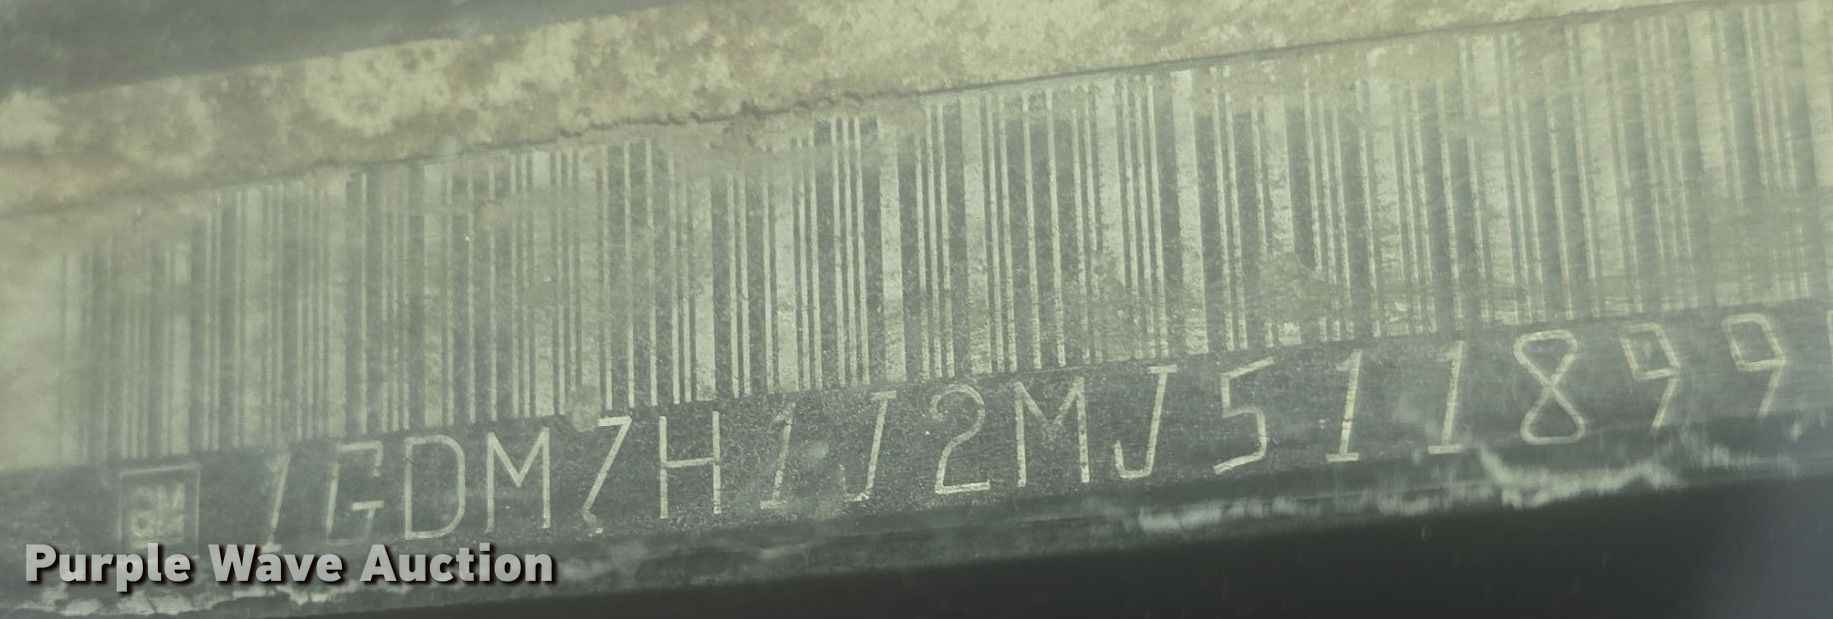 GM
1GDM7H1J2MJ511899
Purple Wave Auction